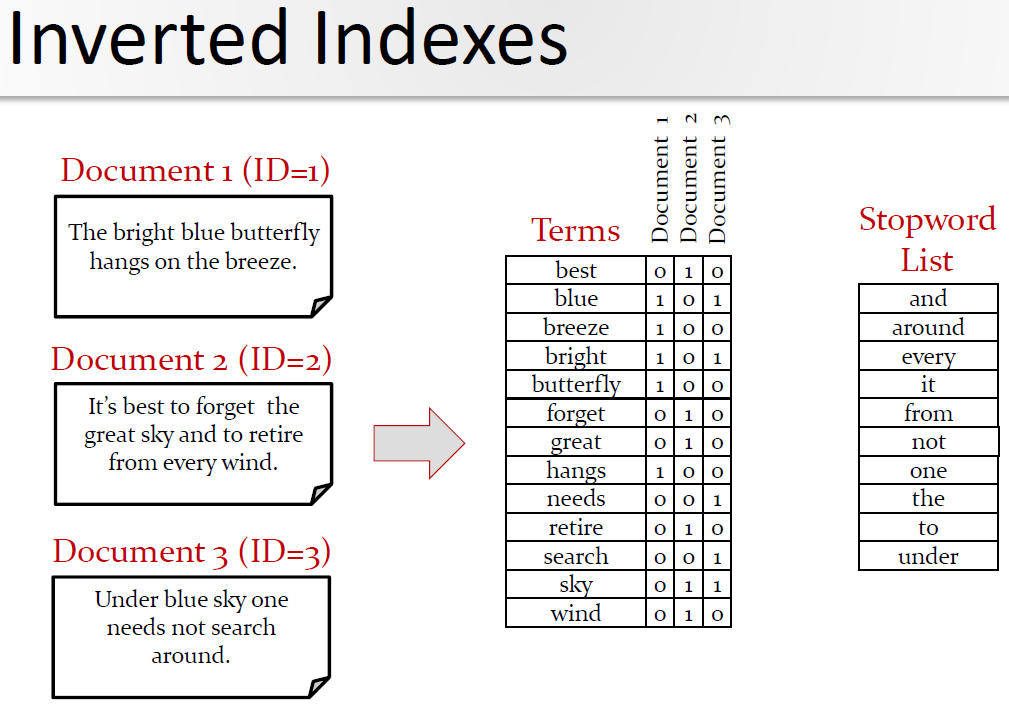 Inverted Indexes
Document 1 (ID=1)
The bright blue butterfly
hangs on the breeze.
Document 2 (ID=2)
It's best to forget the
great sky and to retire
from every wind.
Document 3 (ID=3)
Under blue sky one
needs not search
around.
Terms Document 1 Document 2 Document 3
best 0 1 0
blue 1 0 1
breeze 1 0 0
bright 1 0 1
butterfly 1 0 0
forget 0 1 0
great 0 1 0
hangs 1 0 0
needs 0 0 1
retire 0 1 0
search 0 0 1
sky 0 1 1
wind 0 1 0
Stopword
List
and
around
every
it
from
not
one
the
to
under